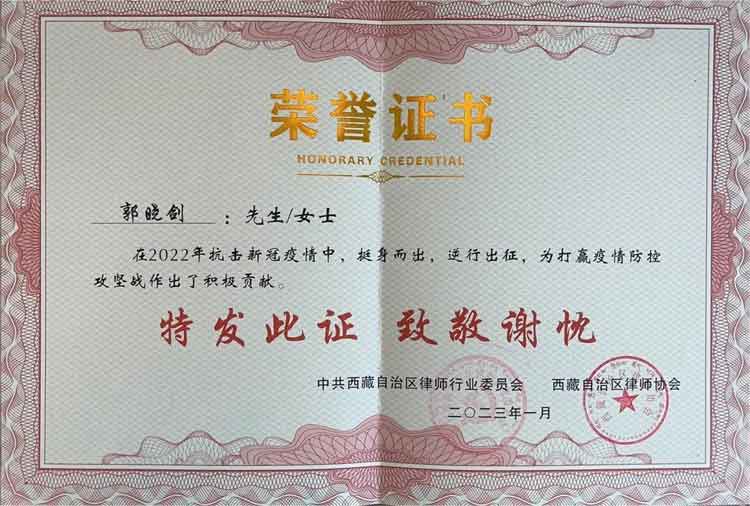 荣誉证书
HONORARY CREDENTIAL
郭晓剑：先生/女士
在2022年抗击新冠疫情中，挺身而出，逆行出征，为打赢疫情防控
攻坚战作出了积极贡献。
特发此证 致敬谢忱
中共西藏自治区律师行业委员会 西藏自治区律师协会
二〇二三年一月